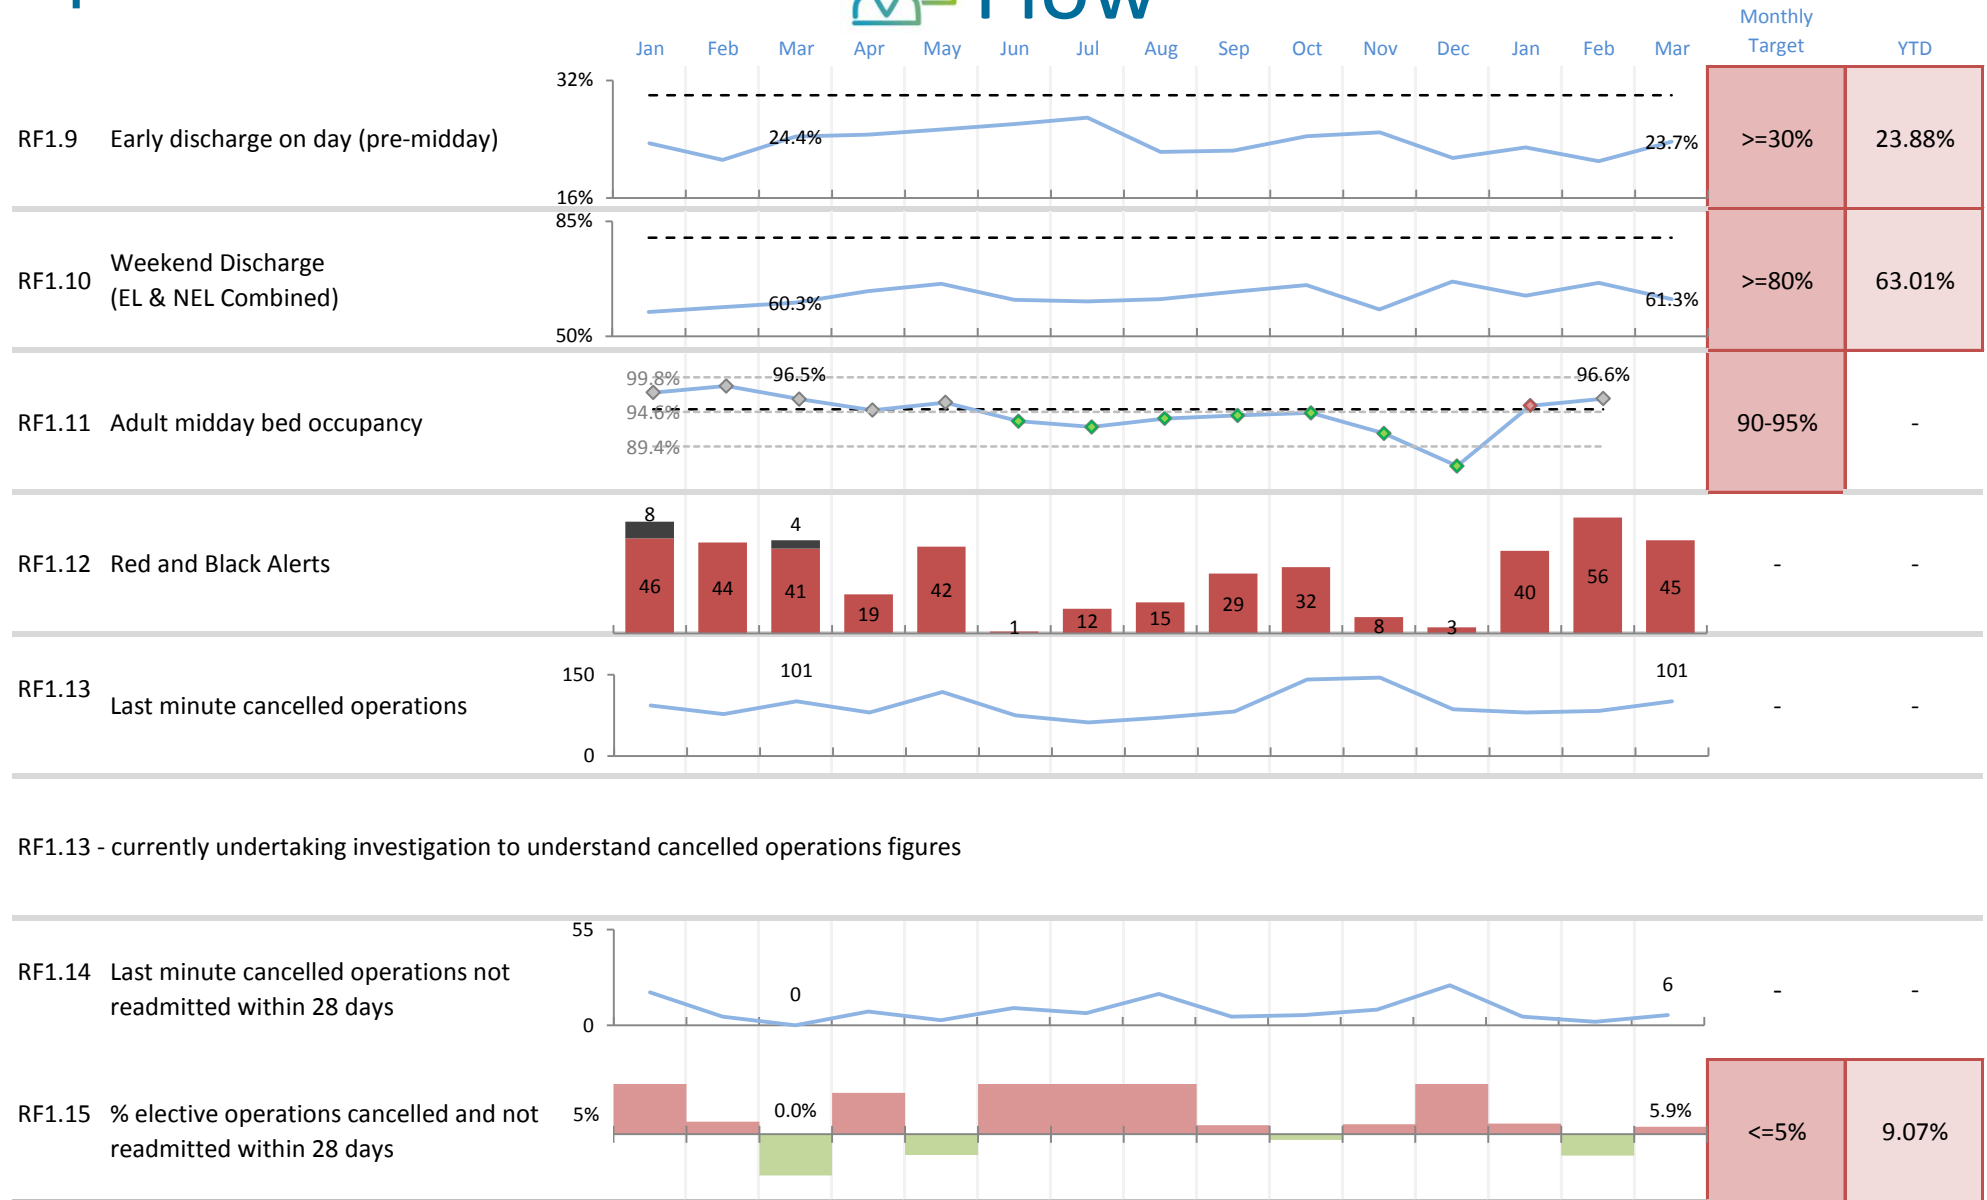 Flow
Monthly
Jan Feb Mar Apr May Jun Jul Aug Sep Oct Nov Dec Jan Feb Mar Target YTD
32%
RF1.9 Early discharge on day (pre-midday) 24.4% 23.7% >=30% 23.88%
16%
85%
Weekend Discharge
RF1.10 (EL & NEL Combined) 60.3% 61.3% >=80% 63.01%
50%
99.8% 96.5% 96.6%
94.6%
RF1.11 Adult midday bed occupancy 90-95% -
89.4%
8 4
RF1.12 Red and Black Alerts - -
46 44 41 19 42 1 12 15 29 32 8 3 40 56 45
150 101 101
RF1.13
Last minute cancelled operations - -
0
RF1.13 - currently undertaking investigation to understand cancelled operations figures
55
RF1.14 Last minute cancelled operations not 0 6 - -
readmitted within 28 days
0
RF1.15 % elective operations cancelled and not 5% 0.0% 5.9% <=5% 9.07%
readmitted within 28 days